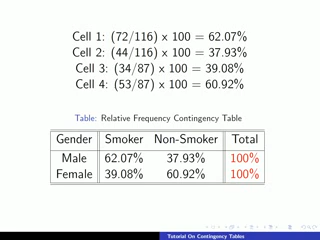 Cell 1: (72/116) x 100 = 62.07%
Cell 2: (44/116) x 100 = 37.93%
Cell 3: (34/87) x 100 = 39.08%
Cell 4: (53/87) x 100 = 60.92%
Table: Relative Frequency Contingency Table
Gender Smoker Non-Smoker Total
Male 62.07% 37.93% 100%
Female 39.08% 60.92% 100%
Tutorial On Contingency Tables